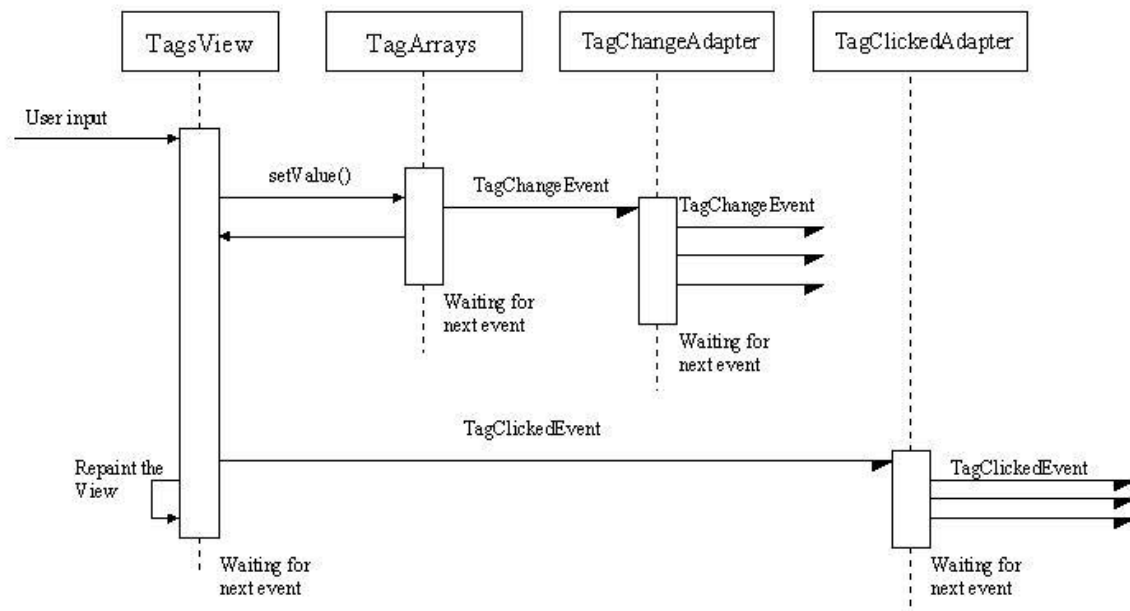 TagsView
TagArrays
TagChangeAdapter
TagClickedAdapter
User input
setValue()
TagChangeEvent
TagChangeEvent
Waiting for
next event
Waiting for
next event
TagClickedEvent
Repaint the
View
TagClickedEvent
Waiting for
next event
Waiting for
next event